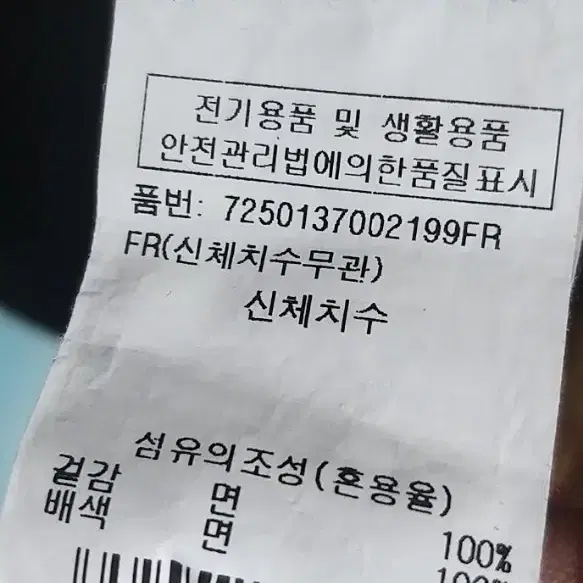 전기용품 및 생활용품
안전관리법에의한품질표시
품번: 7250137002199FR
FR(신체치수무관)
신체치수
섬유의조성(혼용율)
겉감 면 100%
배색 면 100%